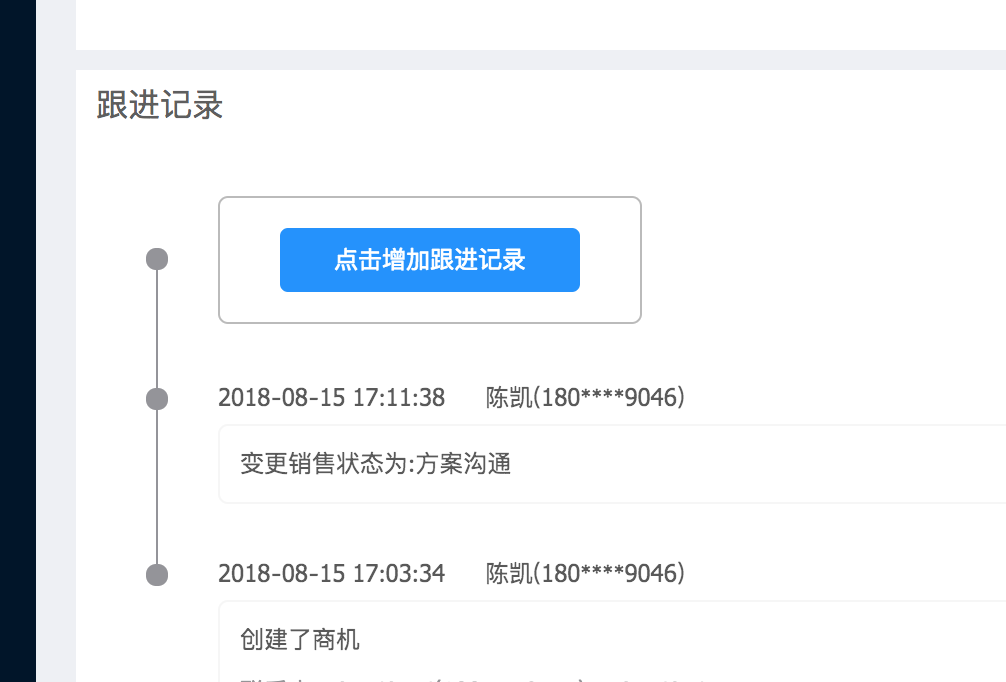 跟进记录
点击增加跟进记录
2018-08-15 17:11:38 陈凯(180****9046)
变更销售状态为:方案沟通
2018-08-15 17:03:34 陈凯(180****9046)
创建了商机